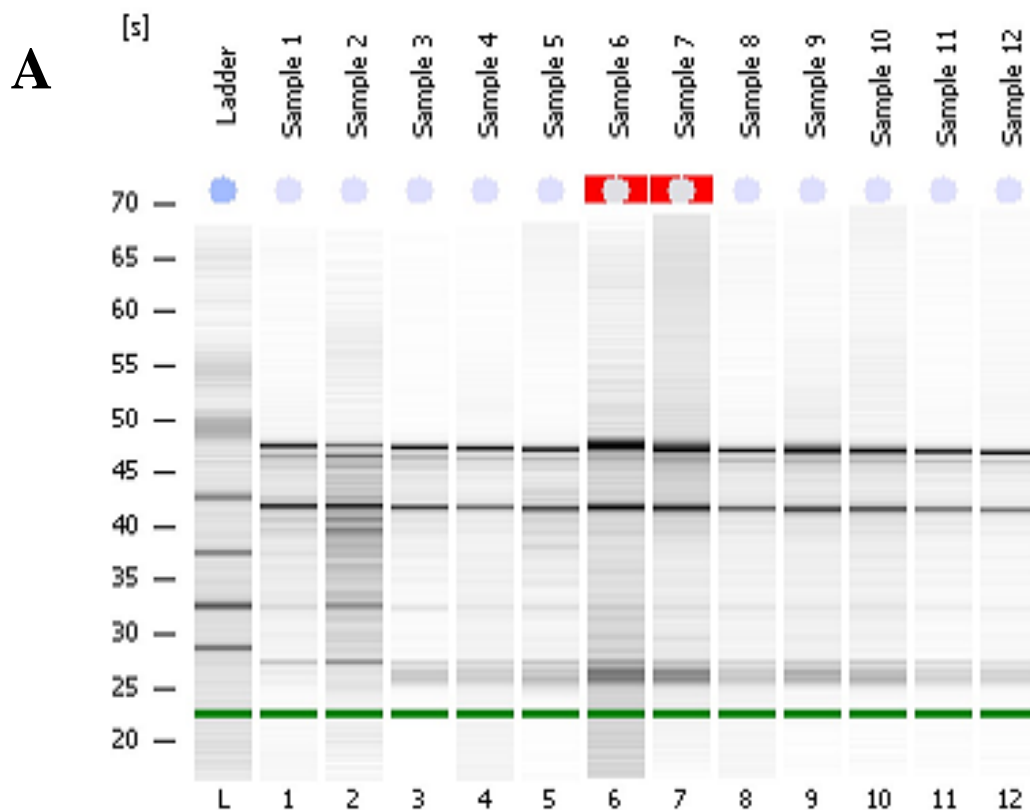 A
[s]
Ladder
Sample 1
Sample 2
Sample 3
Sample 4
Sample 5
Sample 6
Sample 7
Sample 8
Sample 9
Sample 10
Sample 11
Sample 12
70
65
60
55
50
45
40
35
30
25
20
L 1 2 3 4 5 6 7 8 9 10 11 12